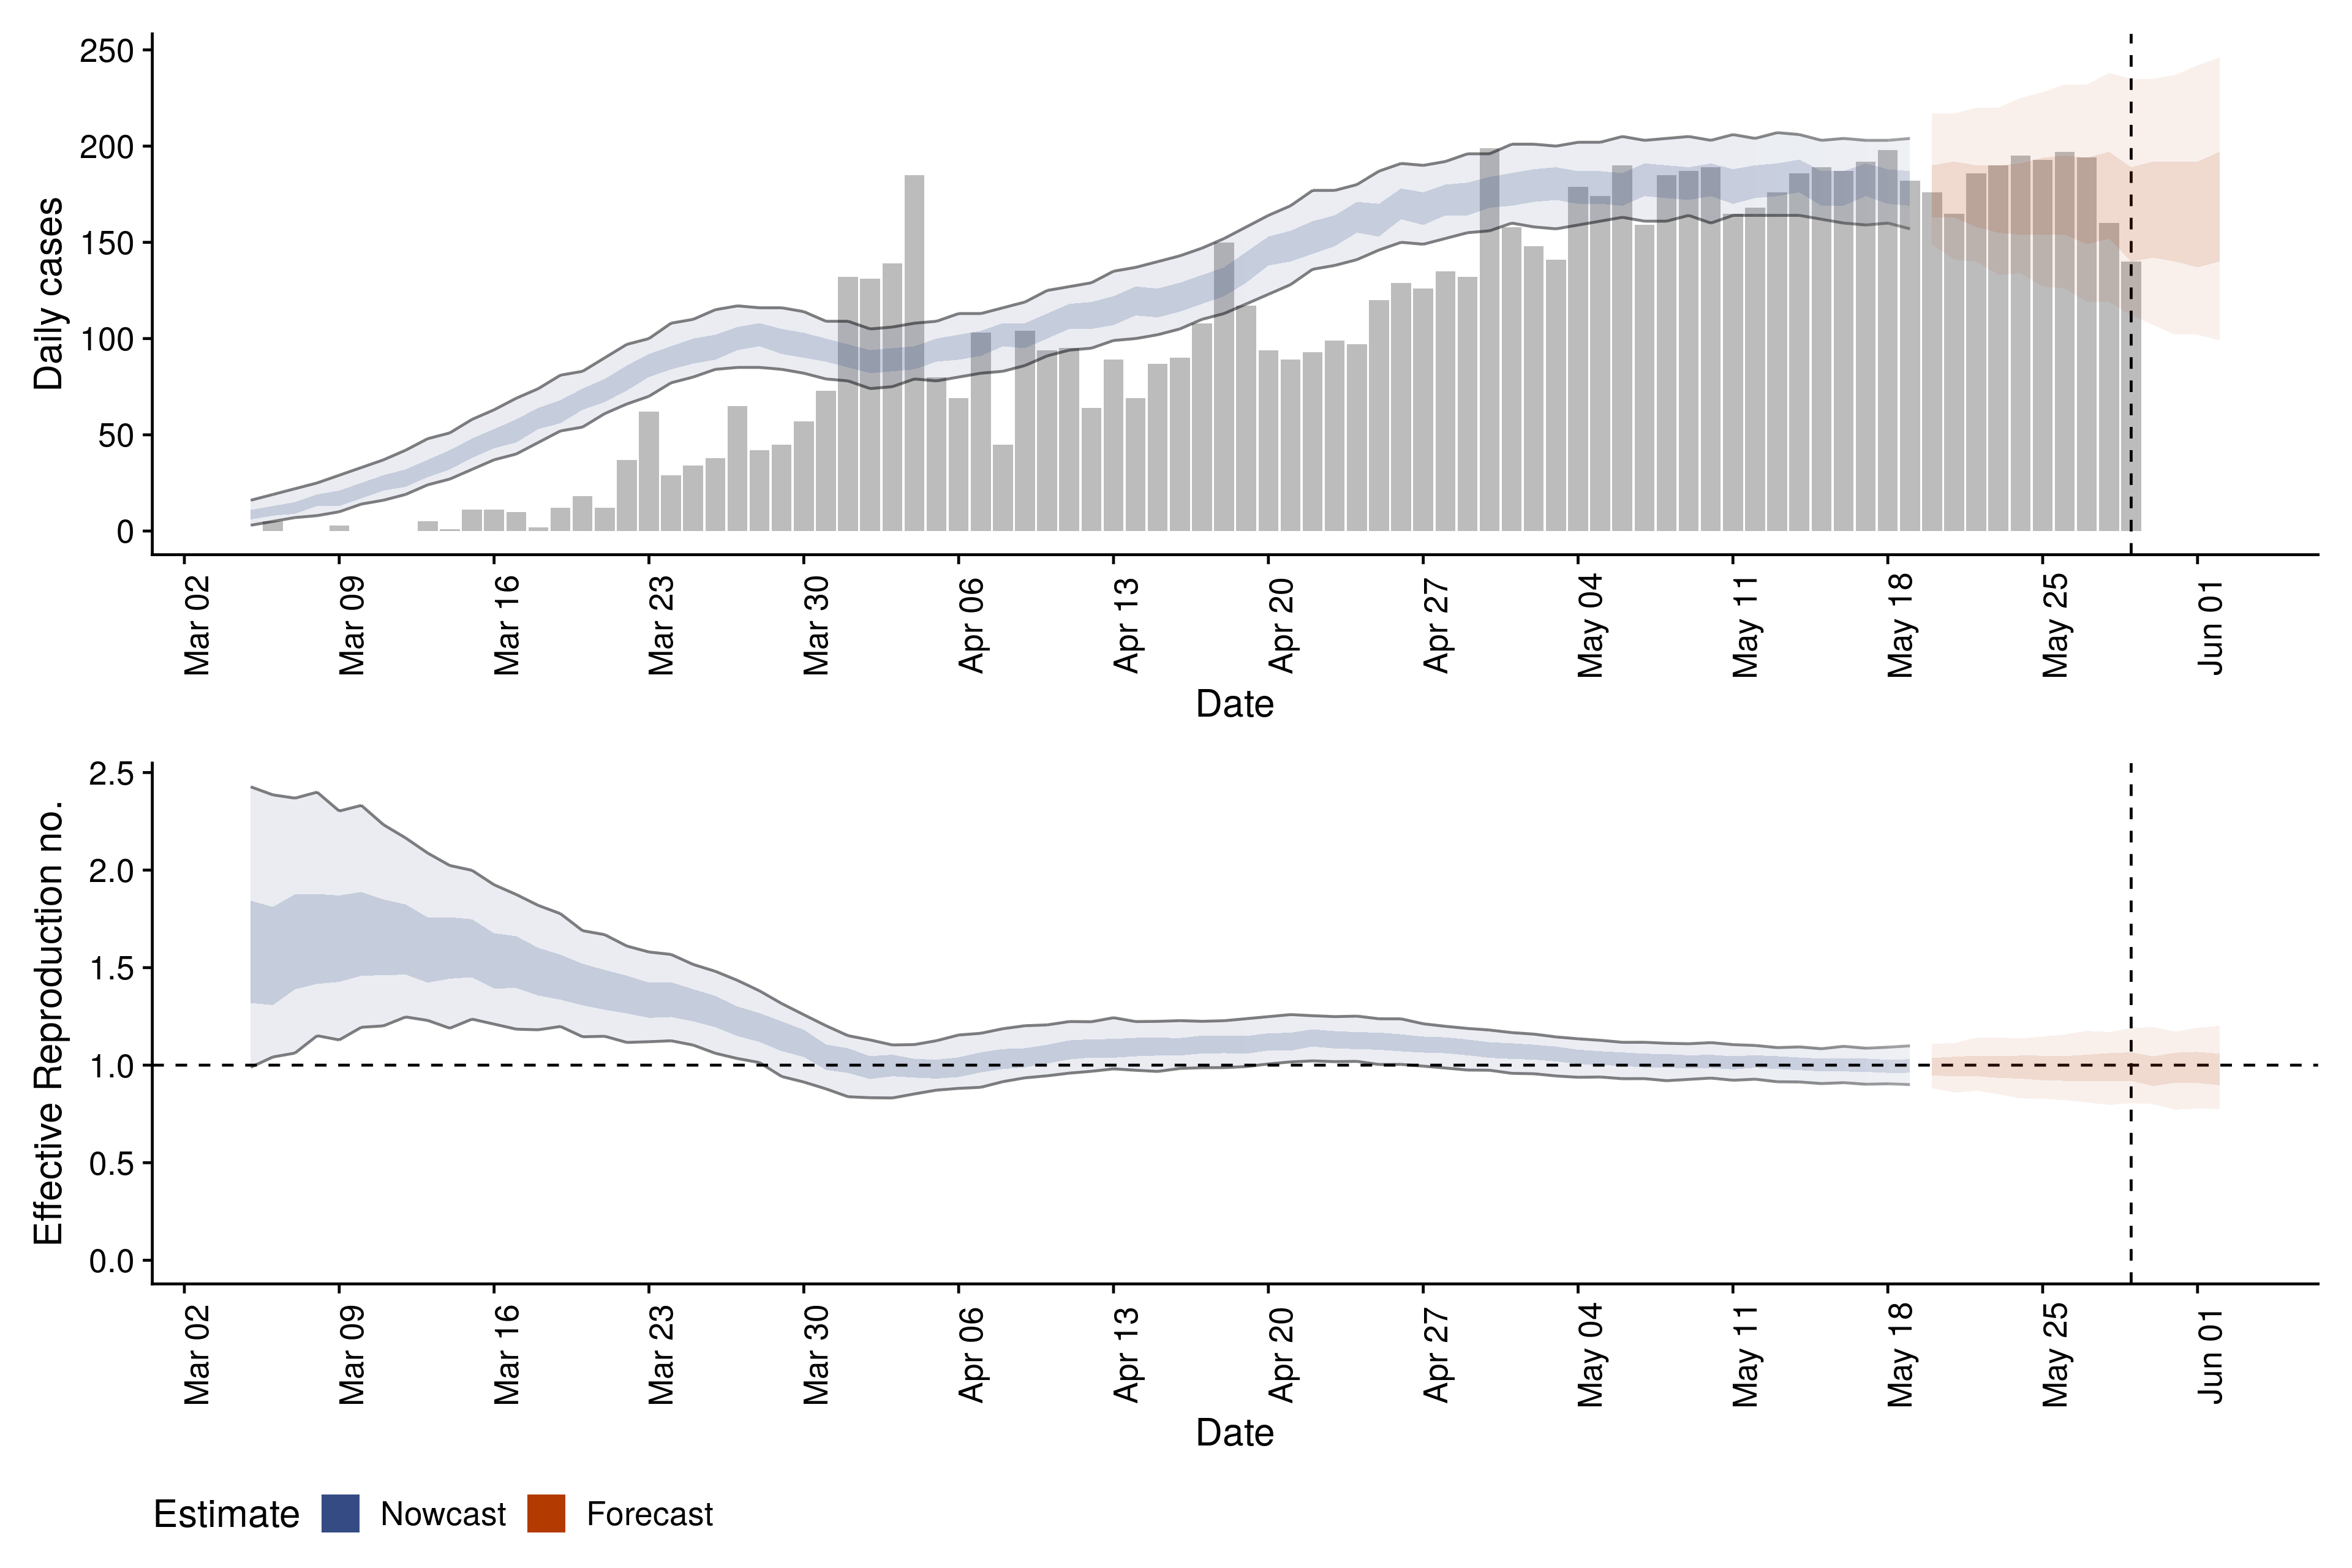 Daily cases
250
200
150
100
50
0
Mar 02
Mar 09
Mar 16
Mar 23
Mar 30
Apr 06
Apr 13
Apr 20
Apr 27
May 04
May 11
May 18
May 25
Jun 01
Date
Effective Reproduction no.
2.5
2.0
1.5
1.0
0.5
0.0
Mar 02
Mar 09
Mar 16
Mar 23
Mar 30
Apr 06
Apr 13
Apr 20
Apr 27
May 04
May 11
May 18
May 25
Jun 01
Date
Estimate Nowcast Forecast